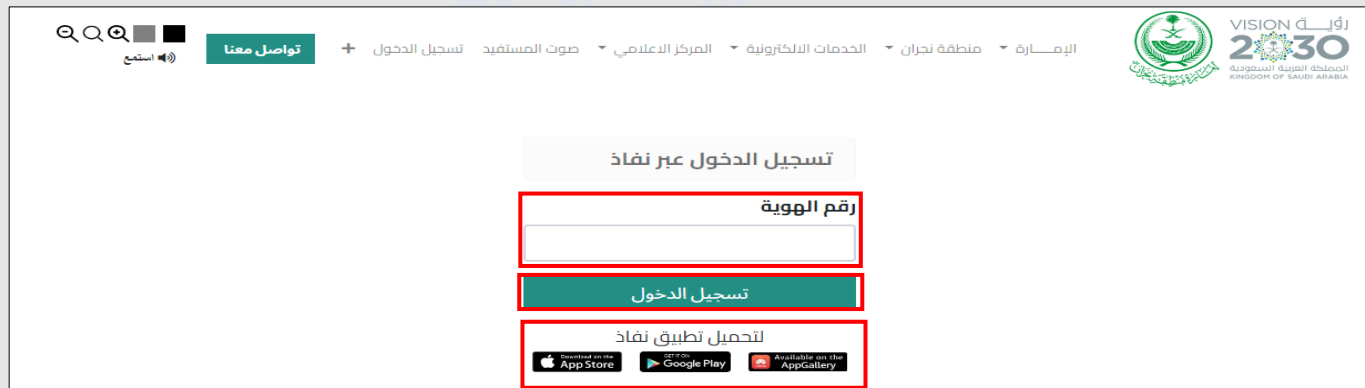 رؤيـــة VISION
2030
المملكة العربية السعودية
KINGDOM OF SAUDI ARABIA
الإمــــارة
منطقة نجران
الخدمات الالكترونية
المركز الاعلامي
صوت المستفيد
تسجيل الدخول
+
تواصل معنا
استمع
تسجيل الدخول عبر نفاذ
رقم الهوية
تسجيل الدخول
لتحميل تطبيق نفاذ
Download on the App Store
GET IT ON Google Play
Available on the AppGallery